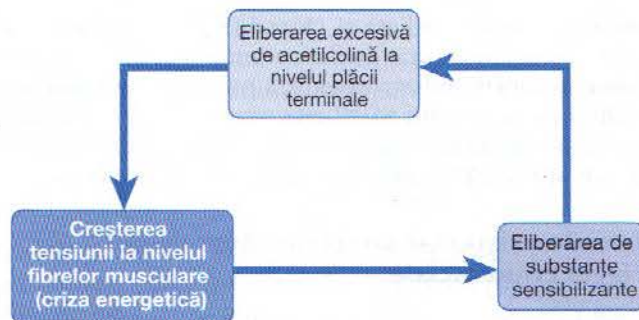 Eliberarea excesivă
de acetilcolină la
nivelul plăcii
terminale
Creșterea
tensiunii la nivelul
fibrelor musculare
(criza energetică)
Eliberarea de
substanțe
sensibilizante